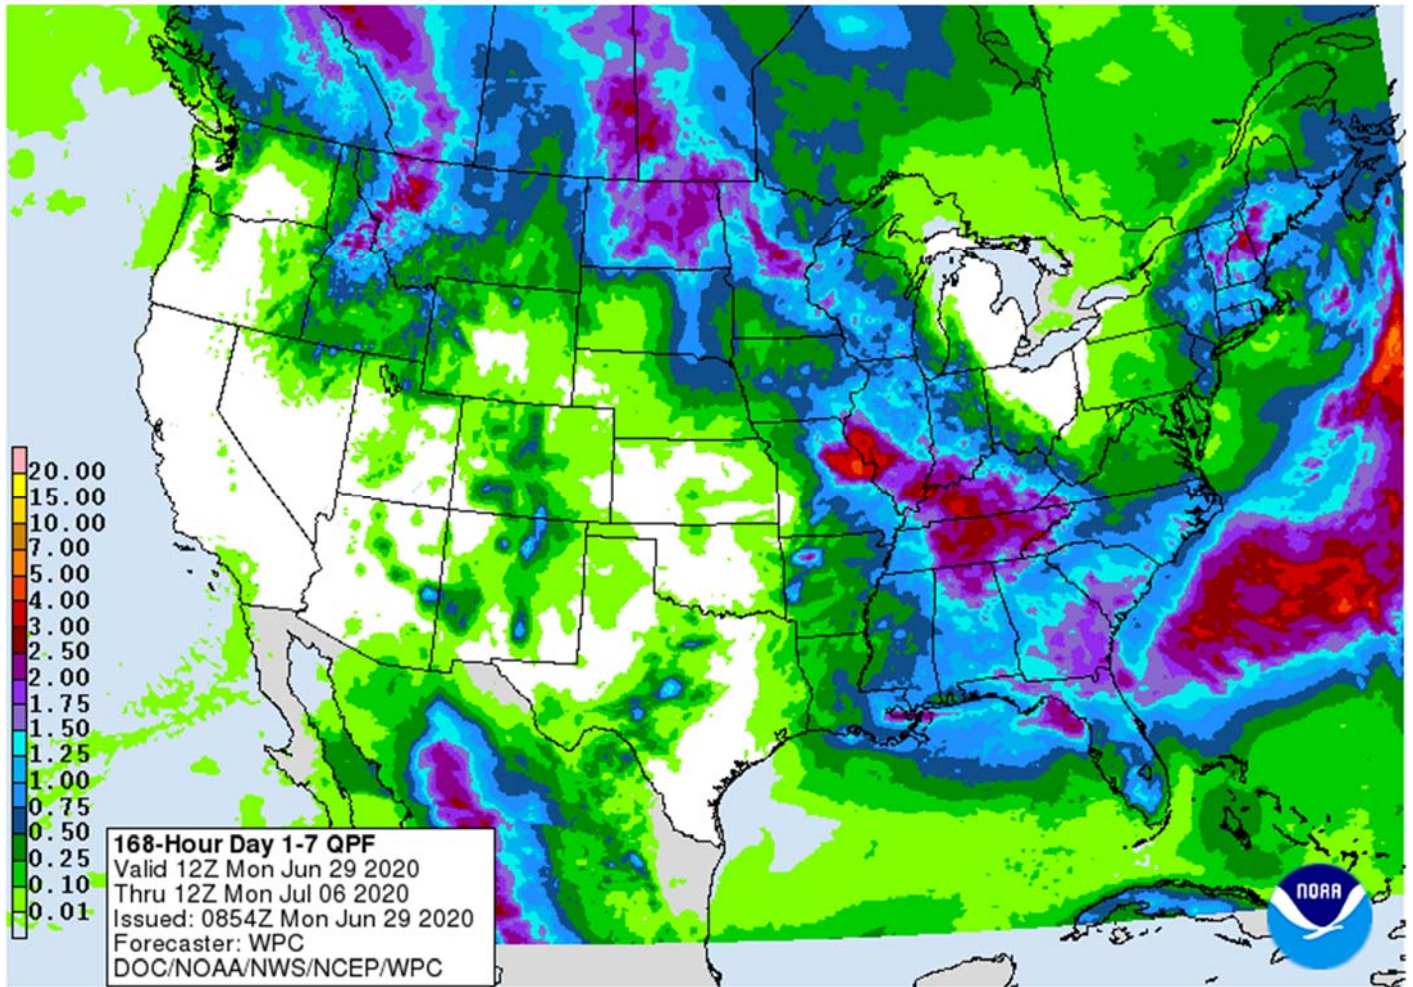 20.00
15.00
10.00
7.00
5.00
4.00
3.00
2.50
2.00
1.75
1.50
1.25
1.00
0.75
0.50
0.25
0.10
0.01
168-Hour Day 1-7 QPF
Valid 12Z Mon Jun 29 2020
Thru 12Z Mon Jul 06 2020
Issued: 0854Z Mon Jun 29 2020
Forecaster: WPC
DOC/NOAA/NWS/NCEP/WPC
NOAA